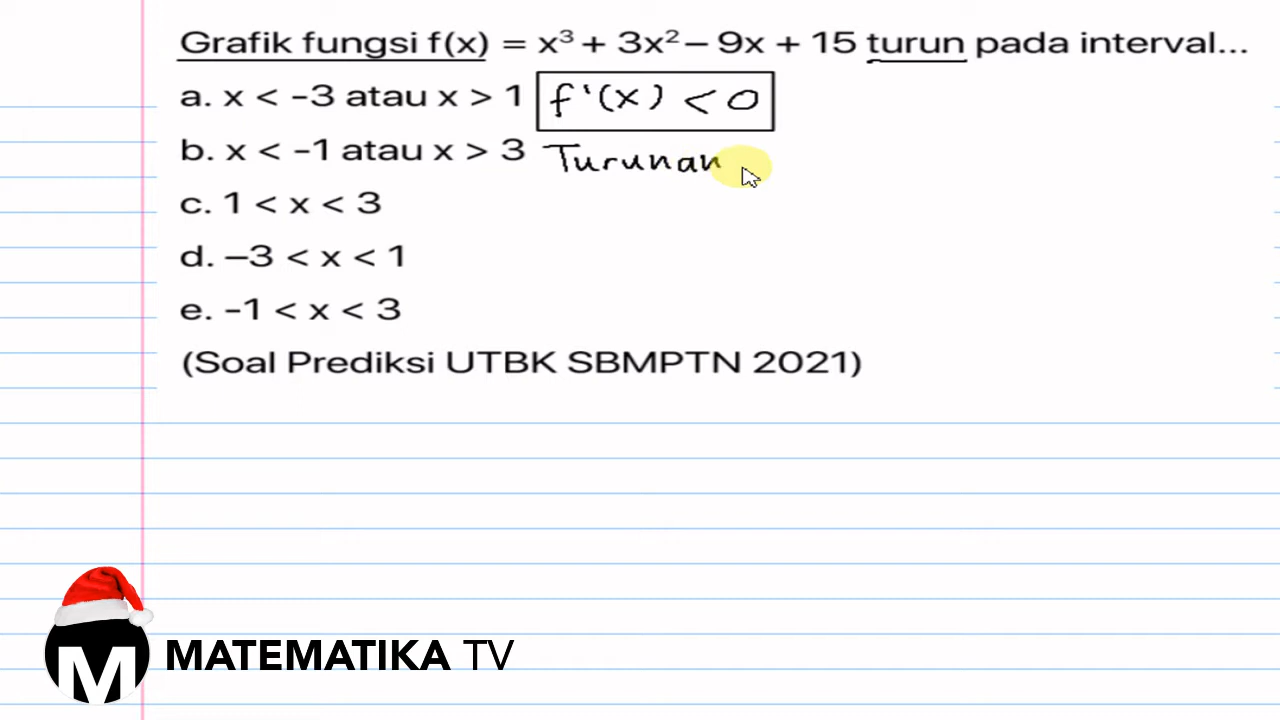 Grafik fungsi f(x) = x³ + 3x² – 9x + 15 turun pada interval...
a. x < -3 atau x > 1 f'(x) < 0
b. x < -1 atau x > 3 Turunan
c. 1 < x < 3
d. –3 < x < 1
e. -1 < x < 3
(Soal Prediksi UTBK SBMPTN 2021)
M MATEMATIKA TV